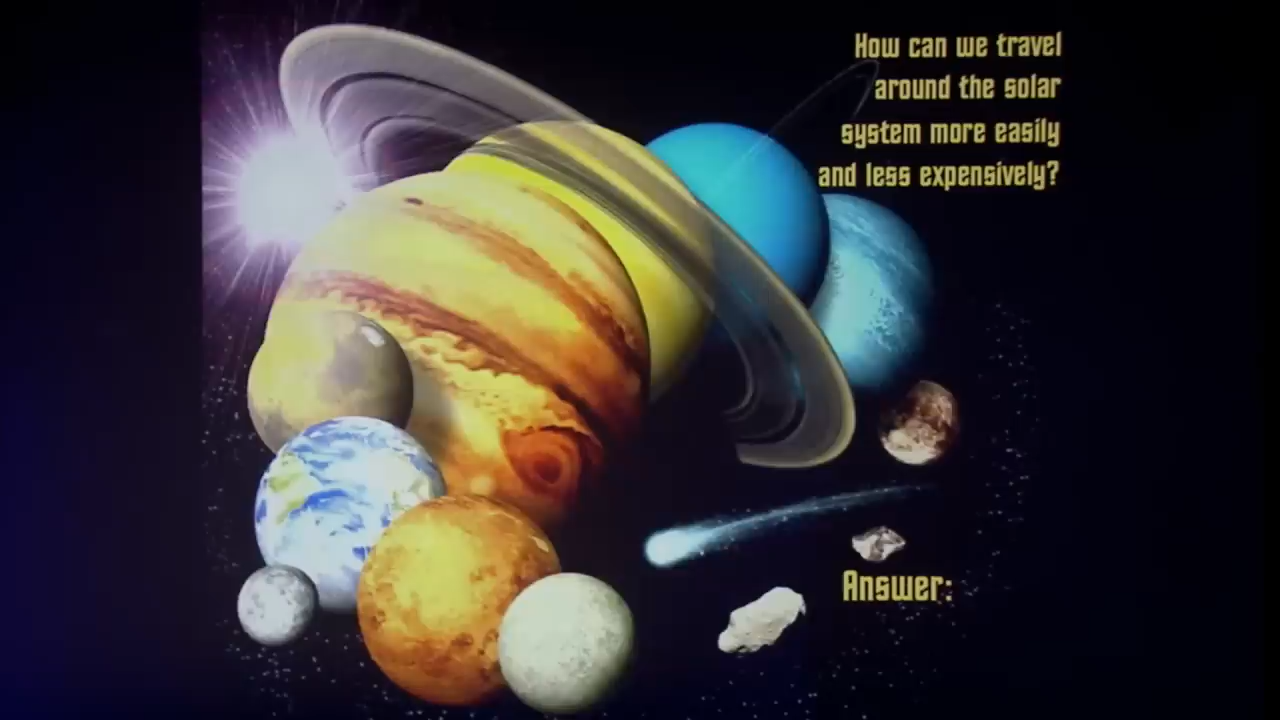 How can we travel
around the solar
system more easily
and less expensively?
Answer: